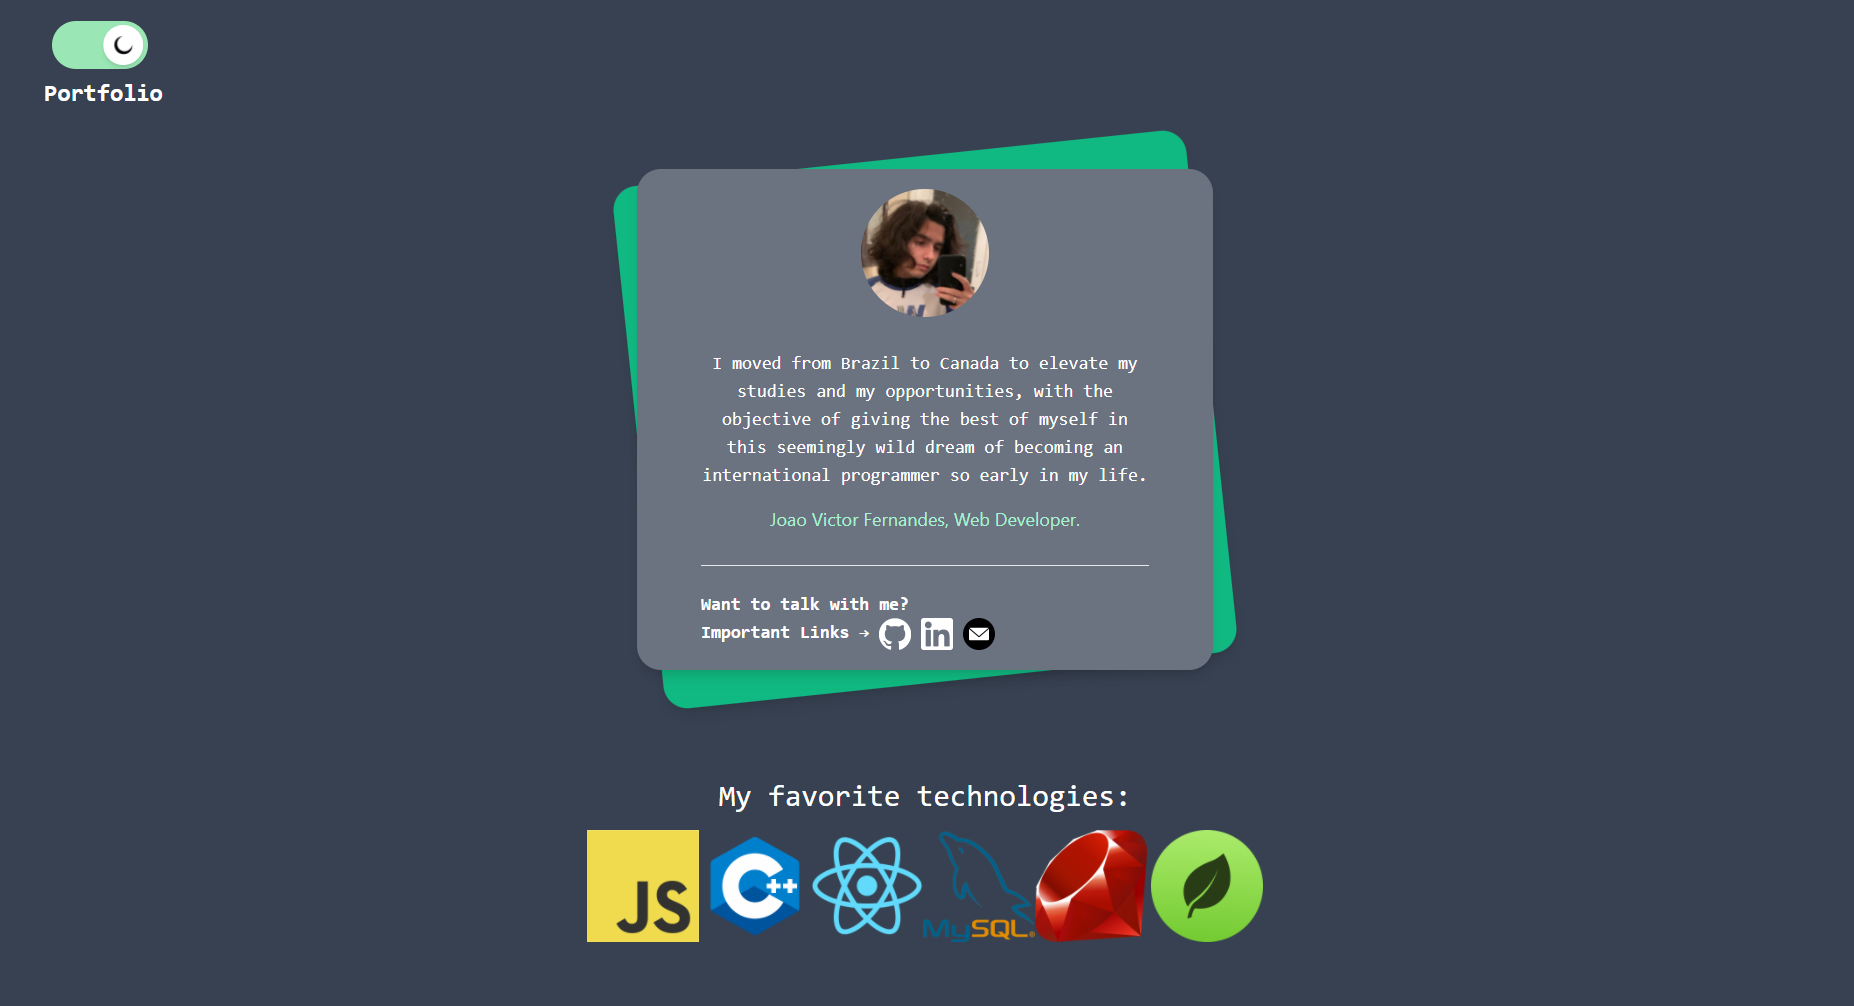 Portfolio
I moved from Brazil to Canada to elevate my
studies and my opportunities, with the
objective of giving the best of myself in
this seemingly wild dream of becoming an
international programmer so early in my life.
Joao Victor Fernandes, Web Developer.
Want to talk with me?
Important Links →
in
My favorite technologies:
JS
C++
MySQL®